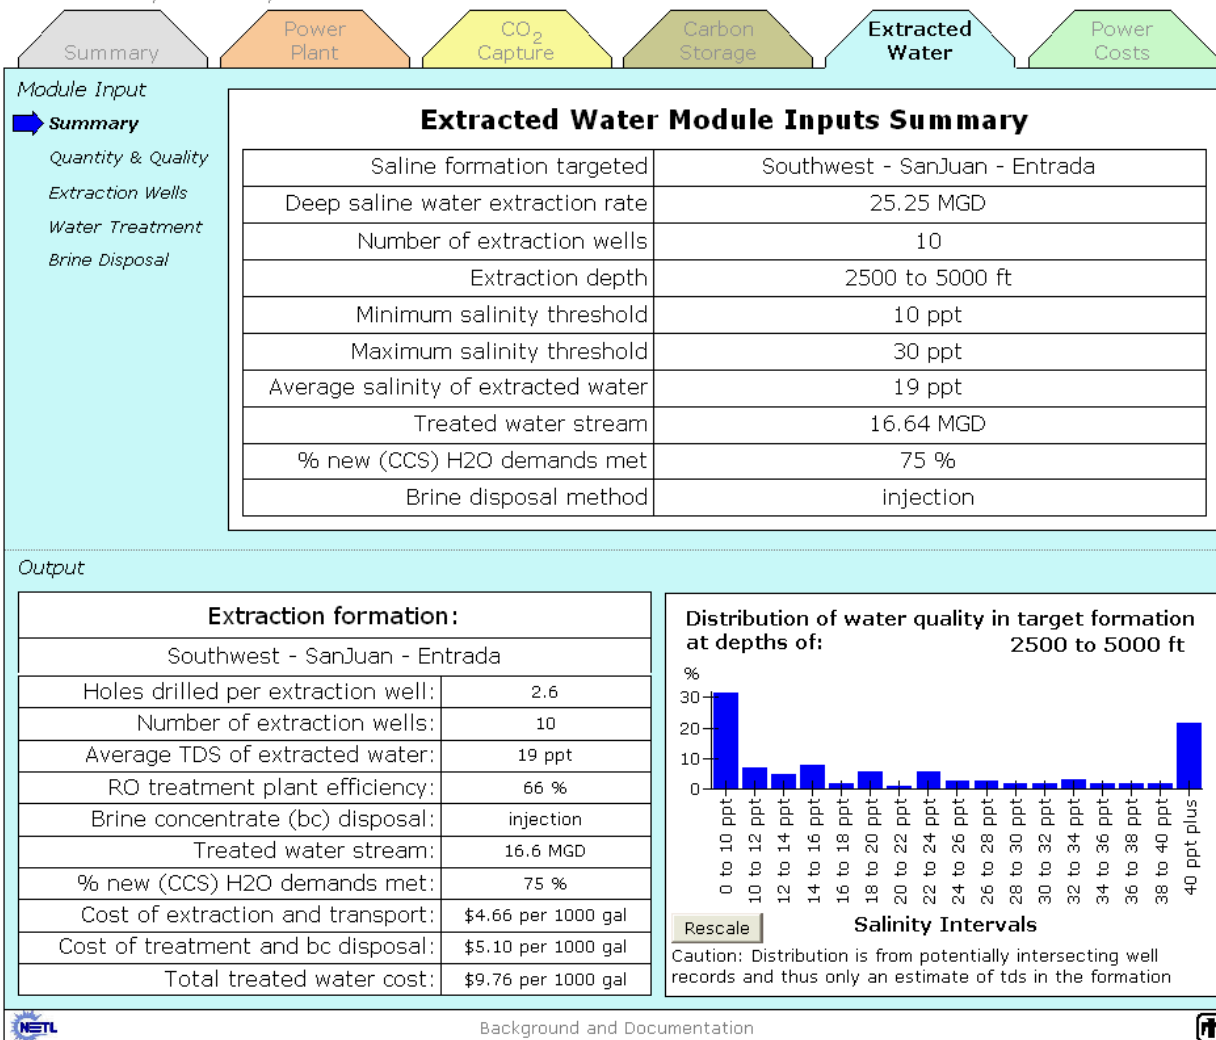 Summary
Power
Plant
CO2
Capture
Carbon
Storage
Extracted
Water
Power
Costs
Module Input
Summary
Quantity & Quality
Extraction Wells
Water Treatment
Brine Disposal
Extracted Water Module Inputs Summary
Saline formation targeted Southwest - SanJuan - Entrada
Deep saline water extraction rate 25.25 MGD
Number of extraction wells 10
Extraction depth 2500 to 5000 ft
Minimum salinity threshold 10 ppt
Maximum salinity threshold 30 ppt
Average salinity of extracted water 19 ppt
Treated water stream 16.64 MGD
% new (CCS) H2O demands met 75 %
Brine disposal method injection
Output
Extraction formation:
Southwest - SanJuan - Entrada
Holes drilled per extraction well: 2.6
Number of extraction wells: 10
Average TDS of extracted water: 19 ppt
RO treatment plant efficiency: 66 %
Brine concentrate (bc) disposal: injection
Treated water stream: 16.6 MGD
% new (CCS) H2O demands met: 75 %
Cost of extraction and transport: $4.66 per 1000 gal
Cost of treatment and bc disposal: $5.10 per 1000 gal
Total treated water cost: $9.76 per 1000 gal
Distribution of water quality in target formation
at depths of: 2500 to 5000 ft
%
30
20
10
0
0 to 10 ppt
10 to 12 ppt
12 to 14 ppt
14 to 16 ppt
16 to 18 ppt
18 to 20 ppt
20 to 22 ppt
22 to 24 ppt
24 to 26 ppt
26 to 28 ppt
28 to 30 ppt
30 to 32 ppt
32 to 34 ppt
34 to 36 ppt
36 to 38 ppt
38 to 40 ppt
40 ppt plus
Rescale
Salinity Intervals
Caution: Distribution is from potentially intersecting well
records and thus only an estimate of tds in the formation
NETL
Background and Documentation